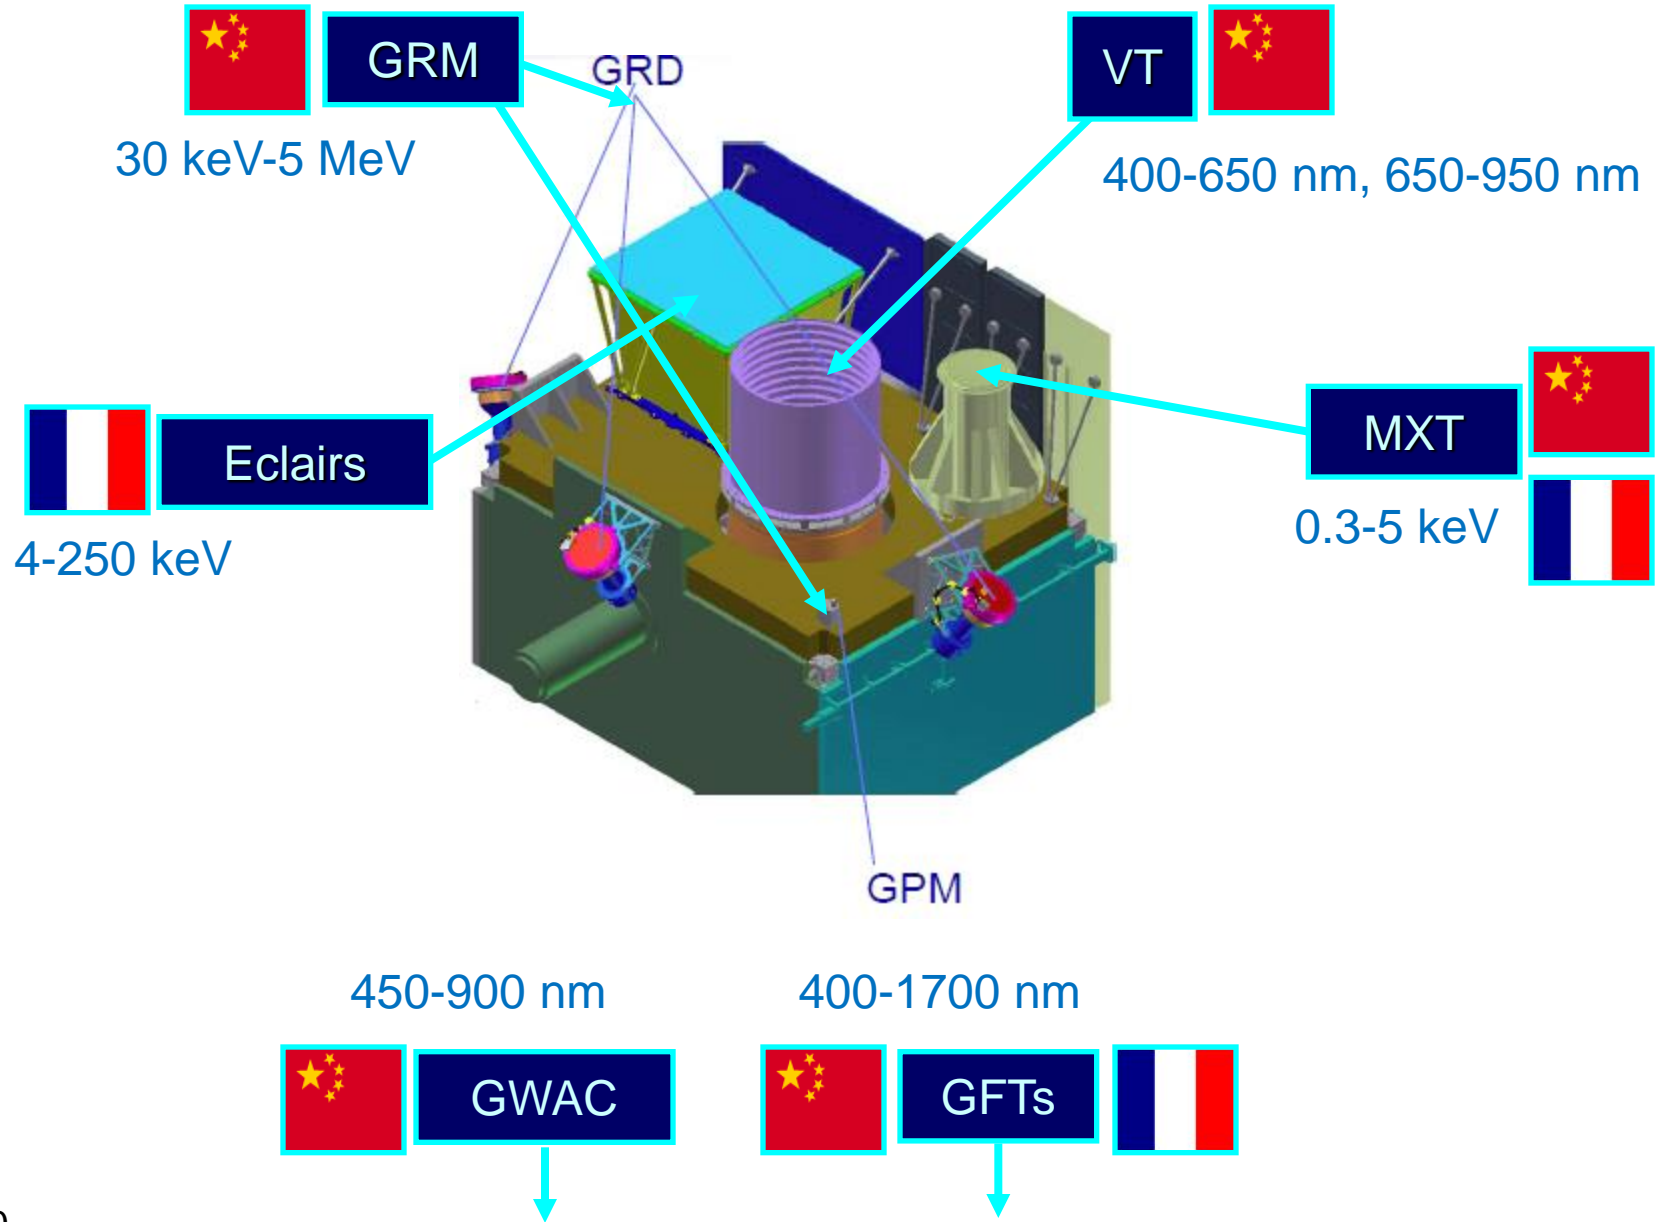 GRM
GRD
VT
30 keV-5 MeV
400-650 nm, 650-950 nm
MXT
Eclairs
0.3-5 keV
4-250 keV
GPM
450-900 nm
400-1700 nm
GWAC
GFTs